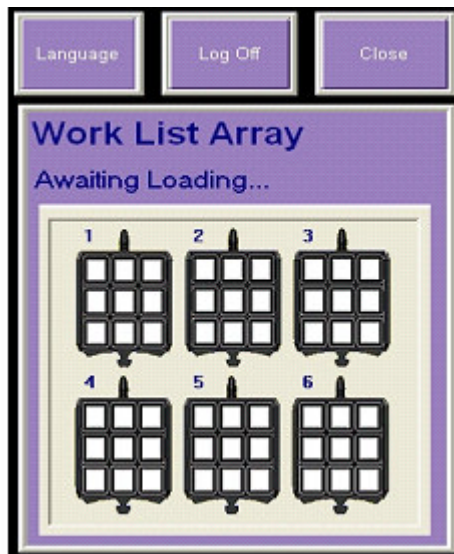 Language Log Off Close
Work List Array
Awaiting Loading...
1 2 3
4 5 6